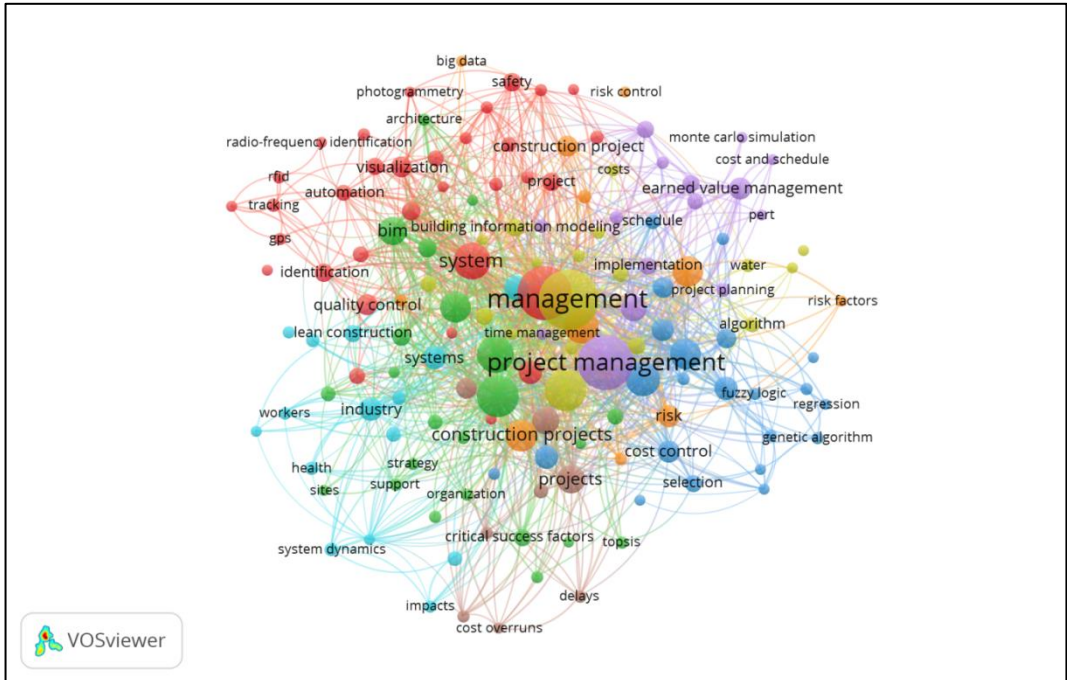 big data
safety
photogrammetry
risk control
architecture
radio-frequency identification
construction project
monte carlo simulation
visualization
costs
cost and schedule
rfid
automation
project
earned value management
tracking
pert
bim
building information modeling
schedule
gps
system
implementation
water
identification
project planning
quality control
management
risk factors
lean construction
time management
algorithm
systems
project management
fuzzy logic
regression
workers
industry
risk
construction projects
genetic algorithm
cost control
health
strategy
sites
support
projects
selection
organization
critical success factors
topsis
system dynamics
impacts
delays
cost overruns
VOSviewer